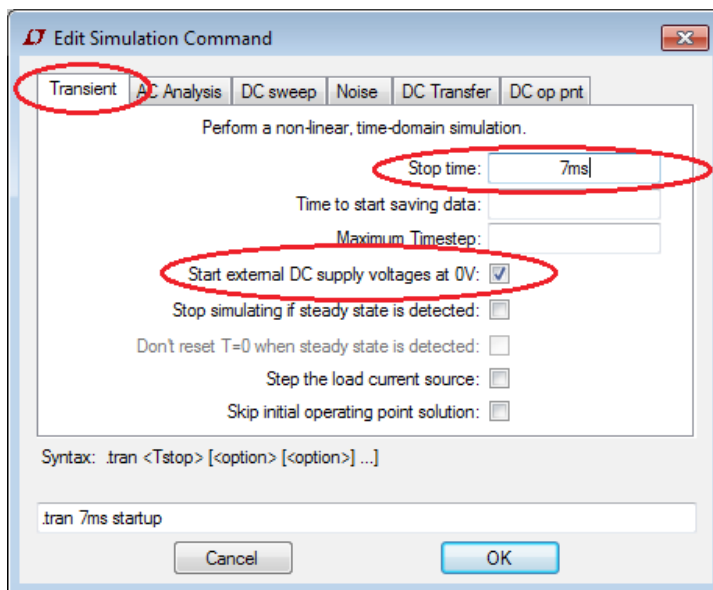 Edit Simulation Command
Transient AC Analysis DC sweep Noise DC Transfer DC op pnt
Perform a non-linear, time-domain simulation.
Stop time: 7ms
Time to start saving data:
Maximum Timestep:
Start external DC supply voltages at 0V:
Stop simulating if steady state is detected:
Don't reset T=0 when steady state is detected:
Step the load current source:
Skip initial operating point solution:
Syntax: .tran <Tstop> [<option> [<option>] ...]
.tran 7ms startup
Cancel OK